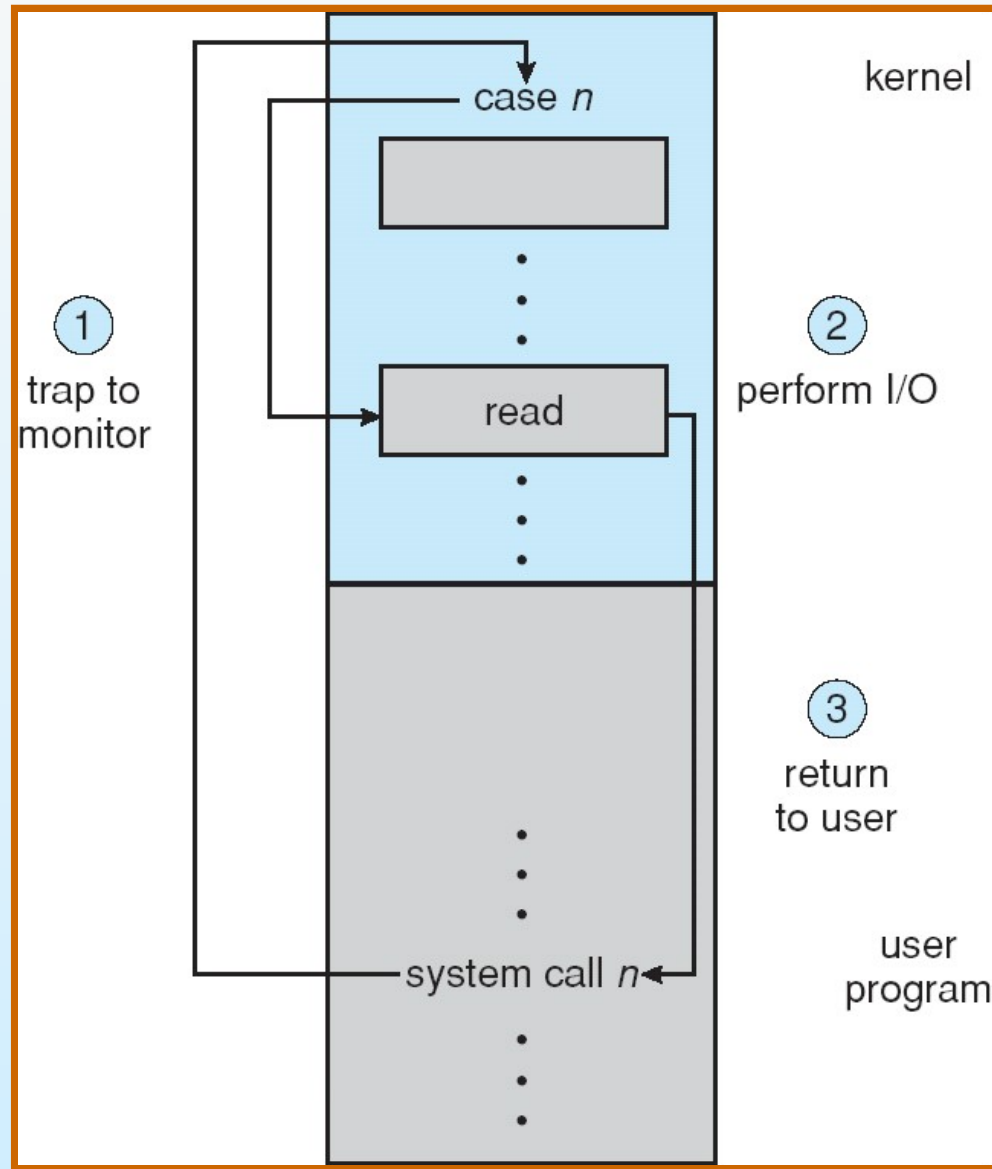 kernel
case n
1
trap to
monitor
2
perform I/O
read
3
return
to user
system call n
user
program